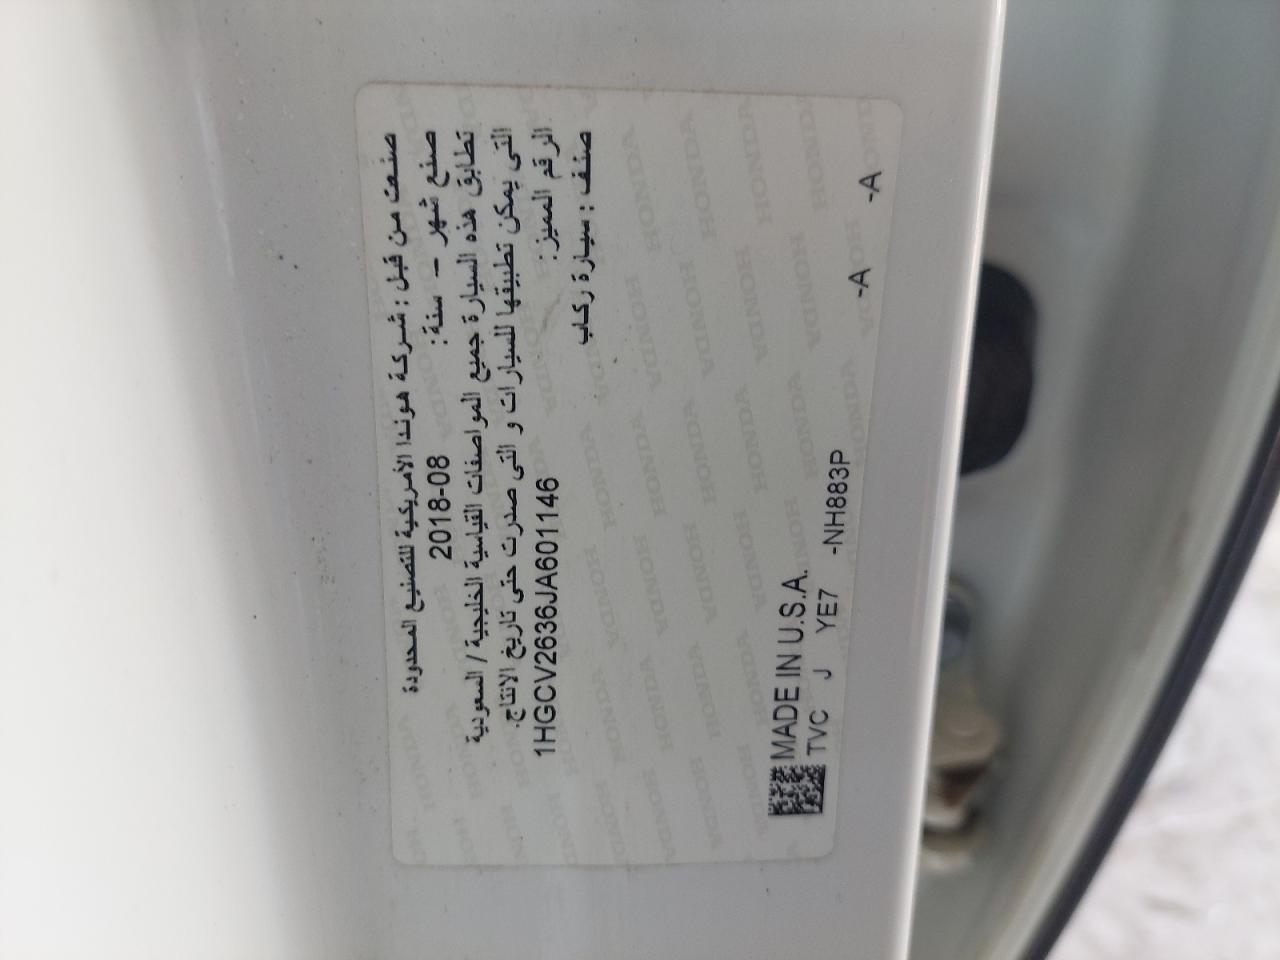 صنعت من قبل : شركة هوندا الأمريكية للتصنيع المحدودة
صنع شهر – سنة : 2018-08
تطابق هذه السيارة جميع المواصفات القياسية الخليجية / السعودية
التى يمكن تطبيقها للسيارات و التى صدرت حتى تاريخ الانتاج.
الرقم المميز : 1HGCV2636JA601146
صنف : سيارة ركاب
MADE IN U.S.A.
TVC J YE7 -NH883P -A -A